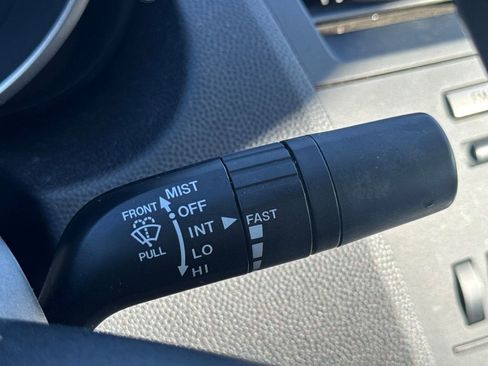 MIST
FRONT OFF
INT FAST
PULL LO
HI